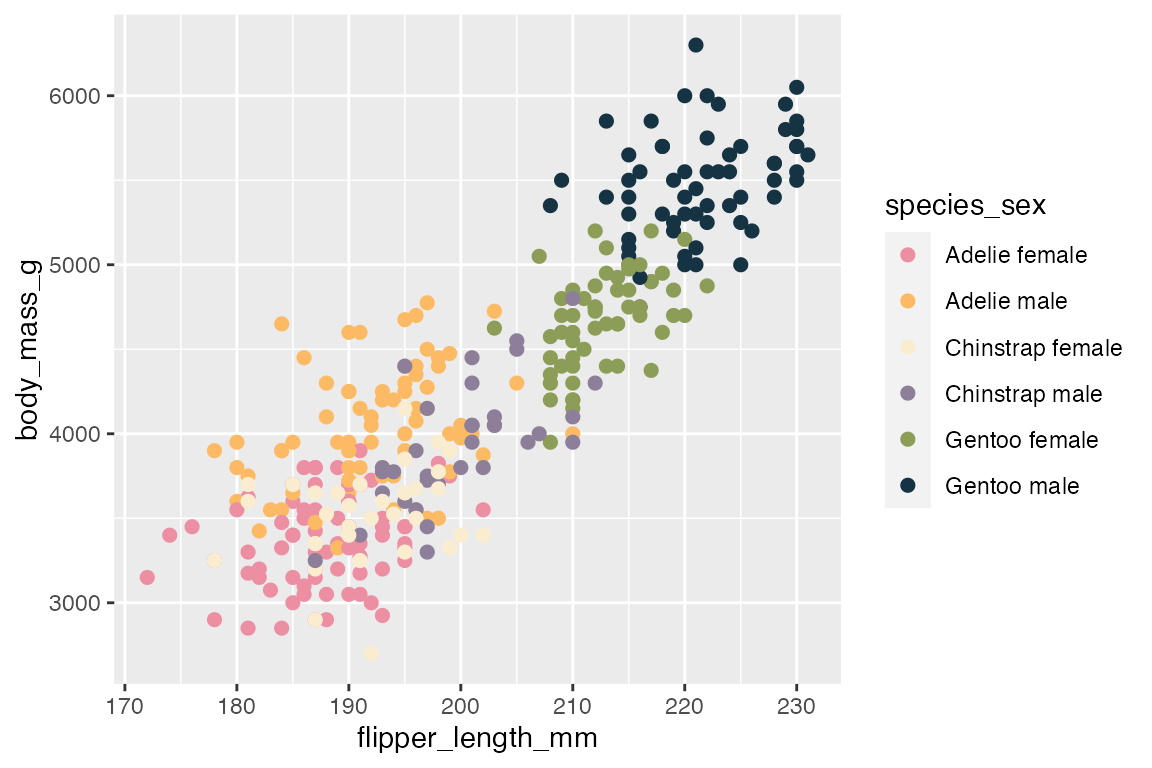 body_mass_g
6000
5000
4000
3000
170 180 190 200 210 220 230
flipper_length_mm
species_sex
Adelie female
Adelie male
Chinstrap female
Chinstrap male
Gentoo female
Gentoo male